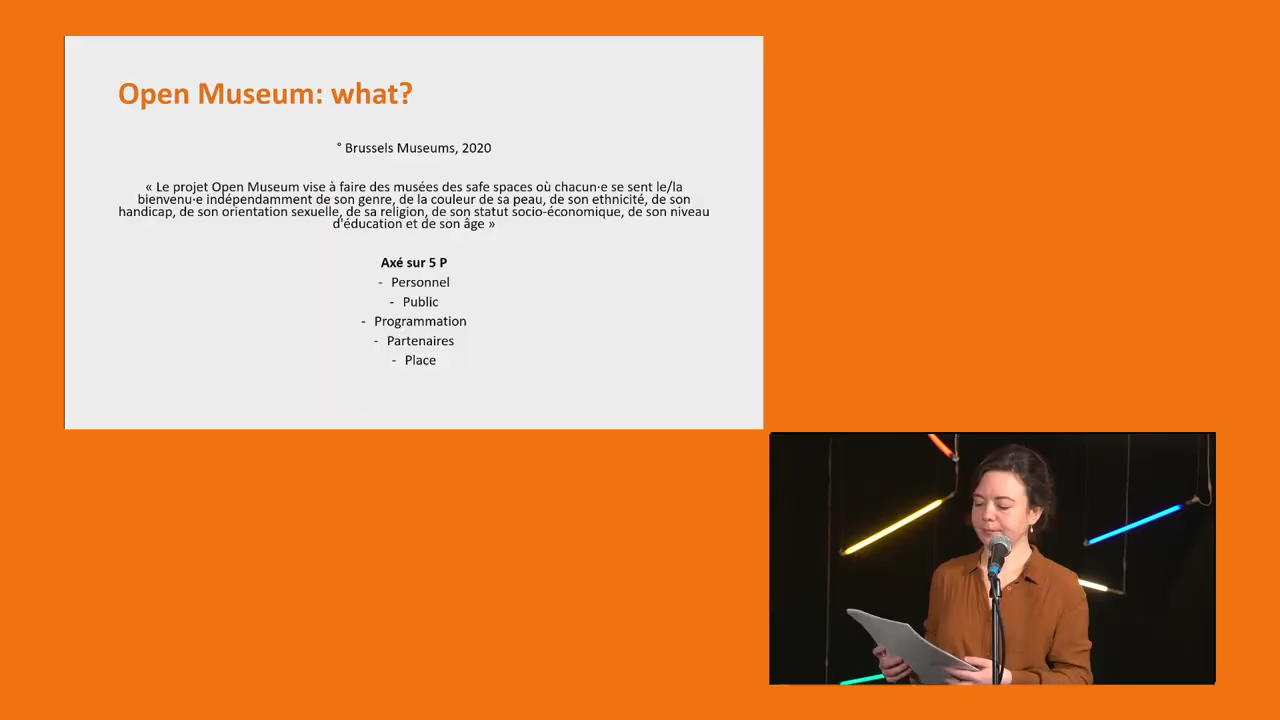 Open Museum: what?
° Brussels Museums, 2020
« Le projet Open Museum vise à faire des musées des safe spaces où chacun·e se sent le/la
bienvenu·e indépendamment de son genre, de la couleur de sa peau, de son ethnicité, de son
handicap, de son orientation sexuelle, de sa religion, de son statut socio-économique, de son niveau
d'éducation et de son âge »
Axé sur 5 P
- Personnel
- Public
- Programmation
- Partenaires
- Place